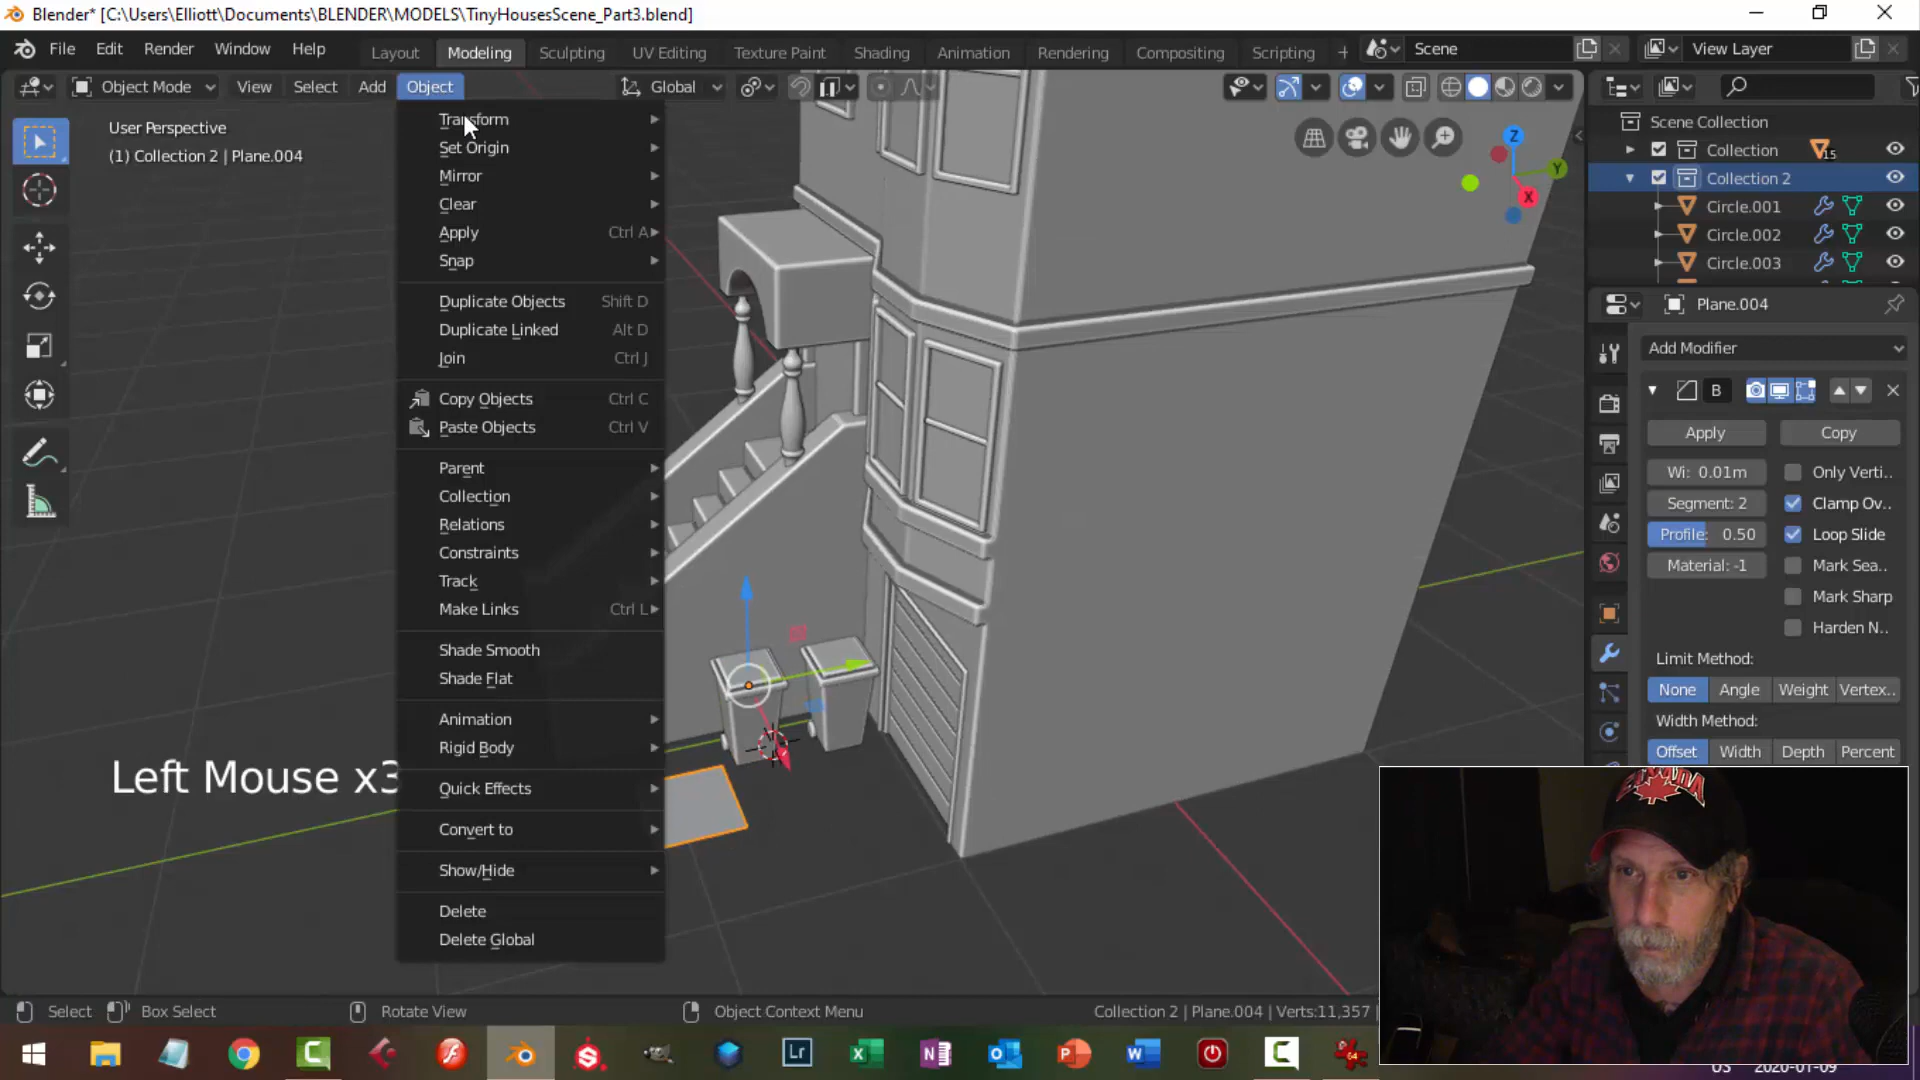 Blender* [C:\Users\Elliott\Documents\BLENDER\MODELS\TinyHousesScene_Part3.blend]
File Edit Render Window Help Layout Modeling Sculpting UV Editing Texture Paint Shading Animation Rendering Compositing Scripting + Scene View Layer
Object Mode View Select Add Object Global
User Perspective
(1) Collection 2 | Plane.004
Transform
Set Origin
Mirror
Clear
Apply Ctrl A
Snap
Duplicate Objects Shift D
Duplicate Linked Alt D
Join Ctrl J
Copy Objects Ctrl C
Paste Objects Ctrl V
Parent
Collection
Relations
Constraints
Track
Make Links Ctrl L
Shade Smooth
Shade Flat
Animation
Rigid Body
Quick Effects
Convert to
Show/Hide
Delete
Delete Global
Left Mouse x3
Z
Y
X
Scene Collection
Collection 15
Collection 2
Circle.001
Circle.002
Circle.003
Plane.004
Add Modifier
B
Apply Copy
Wi: 0.01m Only Verti..
Segment: 2 Clamp Ov..
Profile: 0.50 Loop Slide
Material: -1 Mark Sea..
Mark Sharp
Harden N..
Limit Method:
None Angle Weight Vertex..
Width Method:
Offset Width Depth Percent
CANADA
Select Box Select Rotate View Object Context Menu Collection 2 | Plane.004 | Verts:11,357 |
Lr
US 2020-01-09